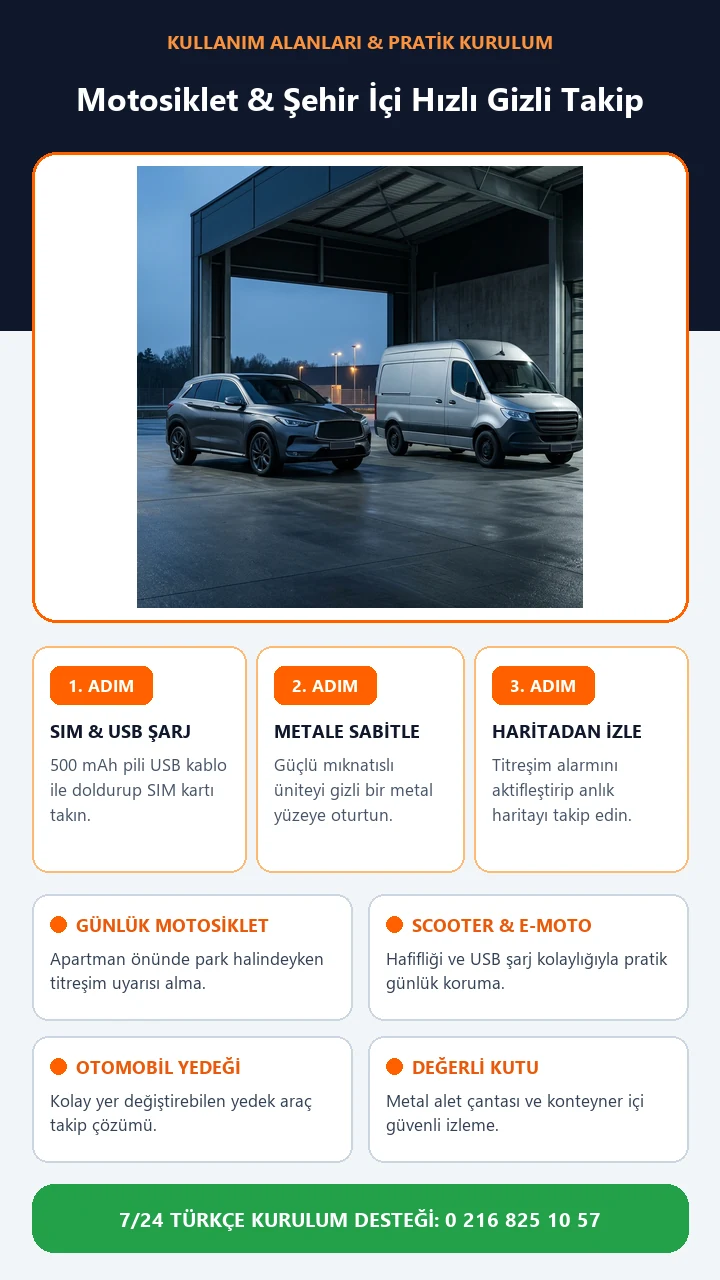 KULLANIM ALANLARI & PRATİK KURULUM
Motosiklet & Şehir İçi Hızlı Gizli Takip
1. ADIM
SIM & USB ŞARJ
500 mAh pili USB kablo
ile doldurup SIM kartı
takın.
2. ADIM
METALE SABİTLE
Güçlü mıknatıslı
üniteyi gizli bir metal
yüzeye oturtun.
3. ADIM
HARİTADAN İZLE
Titreşim alarmını
aktifleştirip anlık
haritayı takip edin.
GÜNLÜK MOTOSİKLET
Apartman önünde park halindeyken
titreşim uyarısı alma.
SCOOTER & E-MOTO
Hafifliği ve USB şarj kolaylığıyla pratik
günlük koruma.
OTOMOBİL YEDEĞİ
Kolay yer değiştirebilen yedek araç
takip çözümü.
DEĞERLİ KUTU
Metal alet çantası ve konteyner içi
güvenli izleme.
7/24 TÜRKÇE KURULUM DESTEĞİ: 0 216 825 10 57